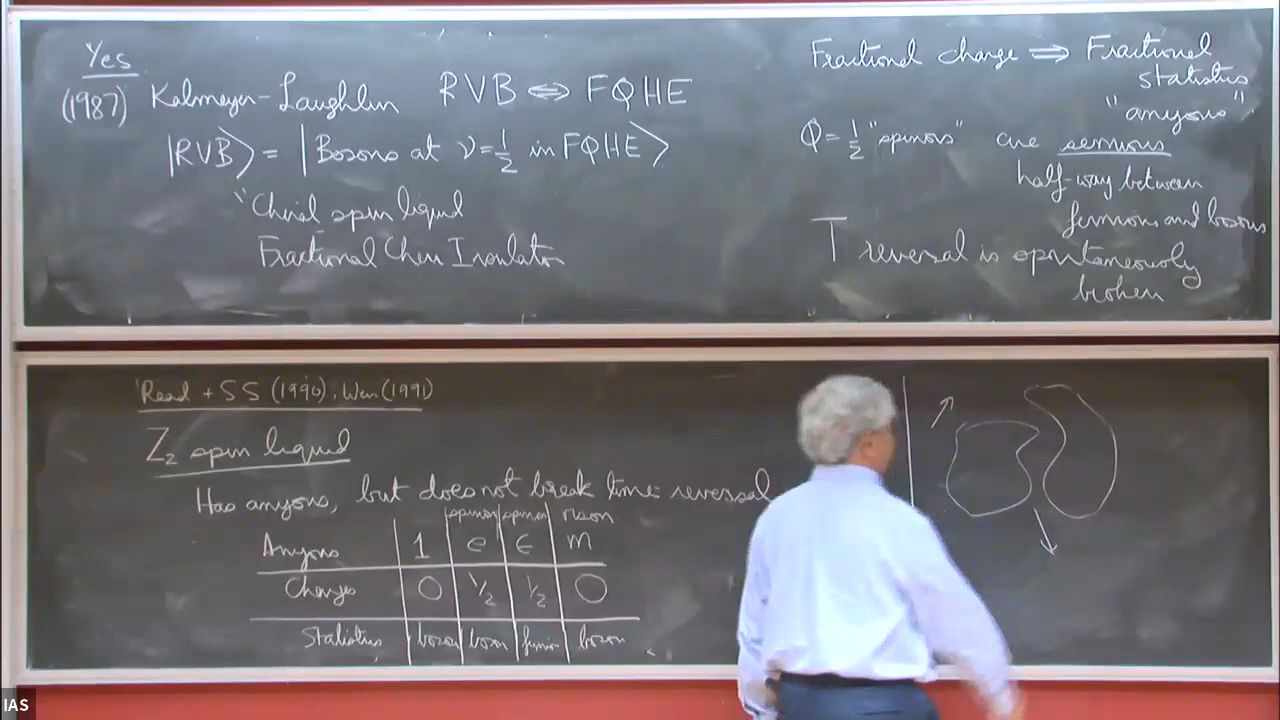 Yes
(1987) Kalmeyer-Laughlin RVB ⟺ FQHE
|RVB⟩ = | Bosons at ν=1/2 in FQHE ⟩
"Chiral spin liquid
Fractional Chern Insulator
Fractional charge ⟹ Fractional
statistics
"anyons"
Q=1/2 "spinons" are semions
half-way between
fermions and bosons
T reversal is spontaneously
broken
Read + SS (1990), Wen (1991)
Z₂ spin liquid
Has anyons, but does not break time reversal
spinon spinon vison
Anyons 1 e ε m
Charges 0 1/2 1/2 0
Statistics boson boson fermion boson
IAS